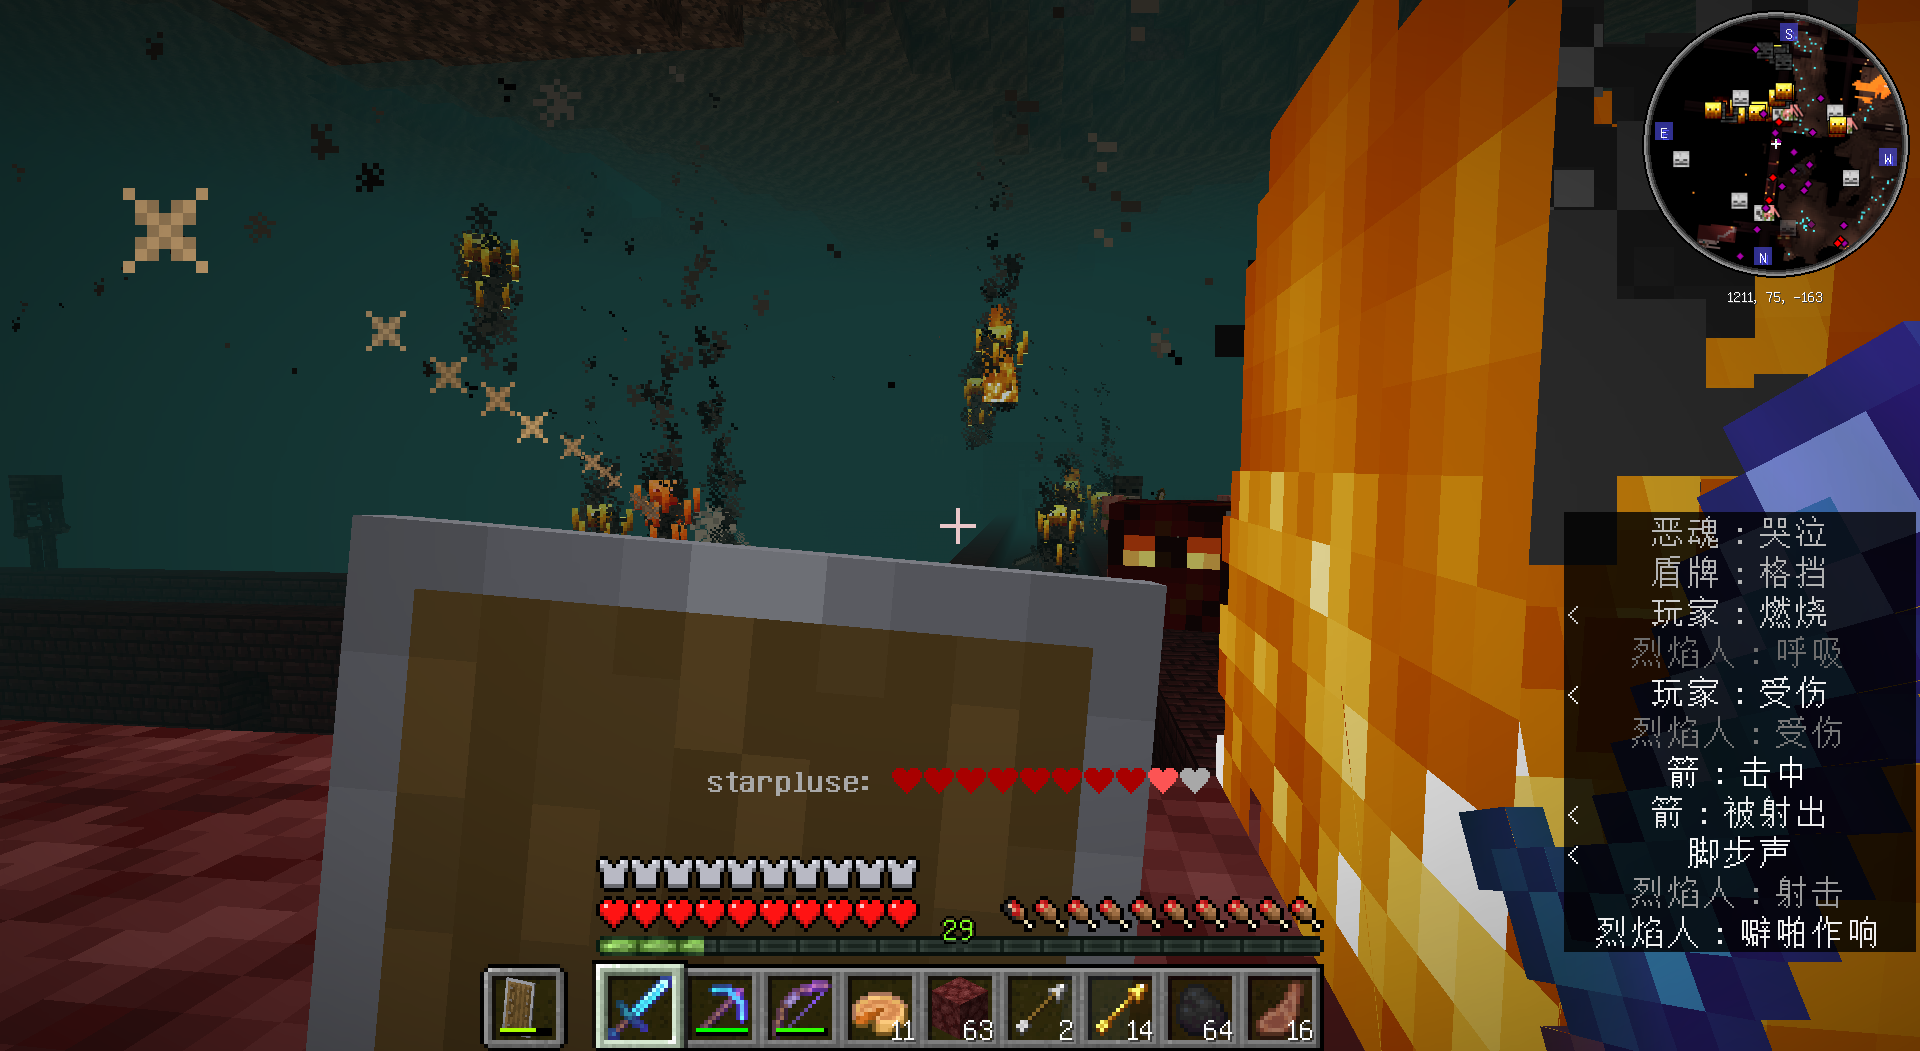 S
E
W
N
1211, 75, -163
恶魂：哭泣
盾牌：格挡
< 玩家：燃烧
烈焰人：呼吸
< 玩家：受伤
烈焰人：受伤
箭：击中
< 箭：被射出
< 脚步声
烈焰人：射击
烈焰人：噼啪作响
starpluse:
29
11 63 2 14 64 16